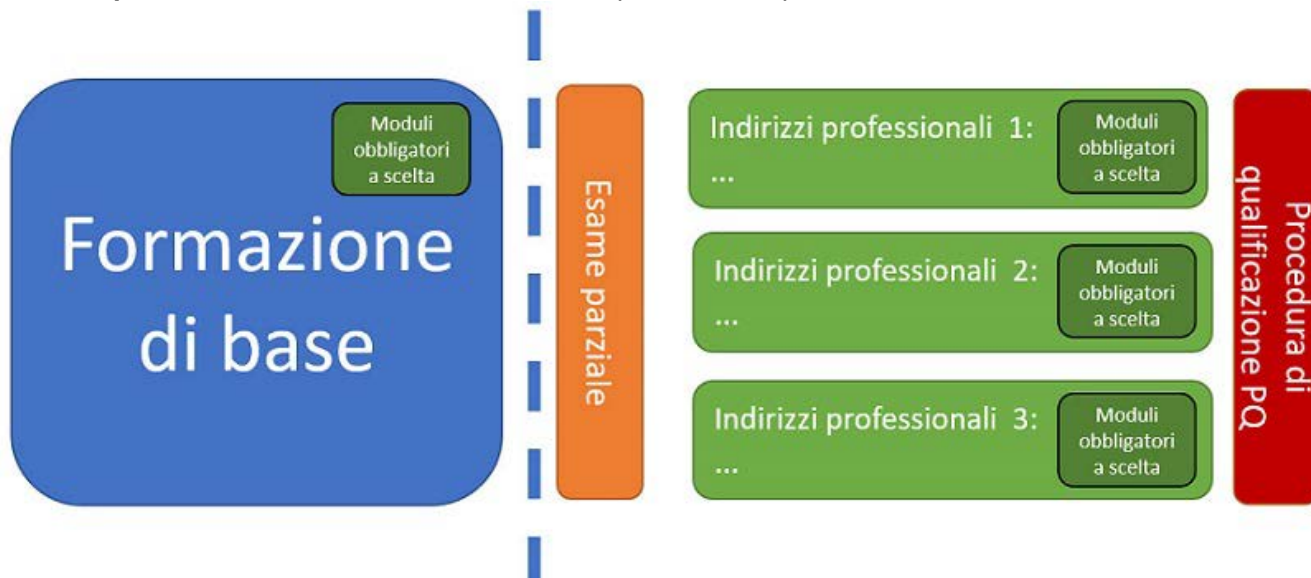 Moduli
obbligatori
a scelta
Formazione
di base
Esame parziale
Indirizzi professionali 1:
...
Moduli
obbligatori
a scelta
Indirizzi professionali 2:
...
Moduli
obbligatori
a scelta
Indirizzi professionali 3:
...
Moduli
obbligatori
a scelta
Procedura di
qualificazione PQ